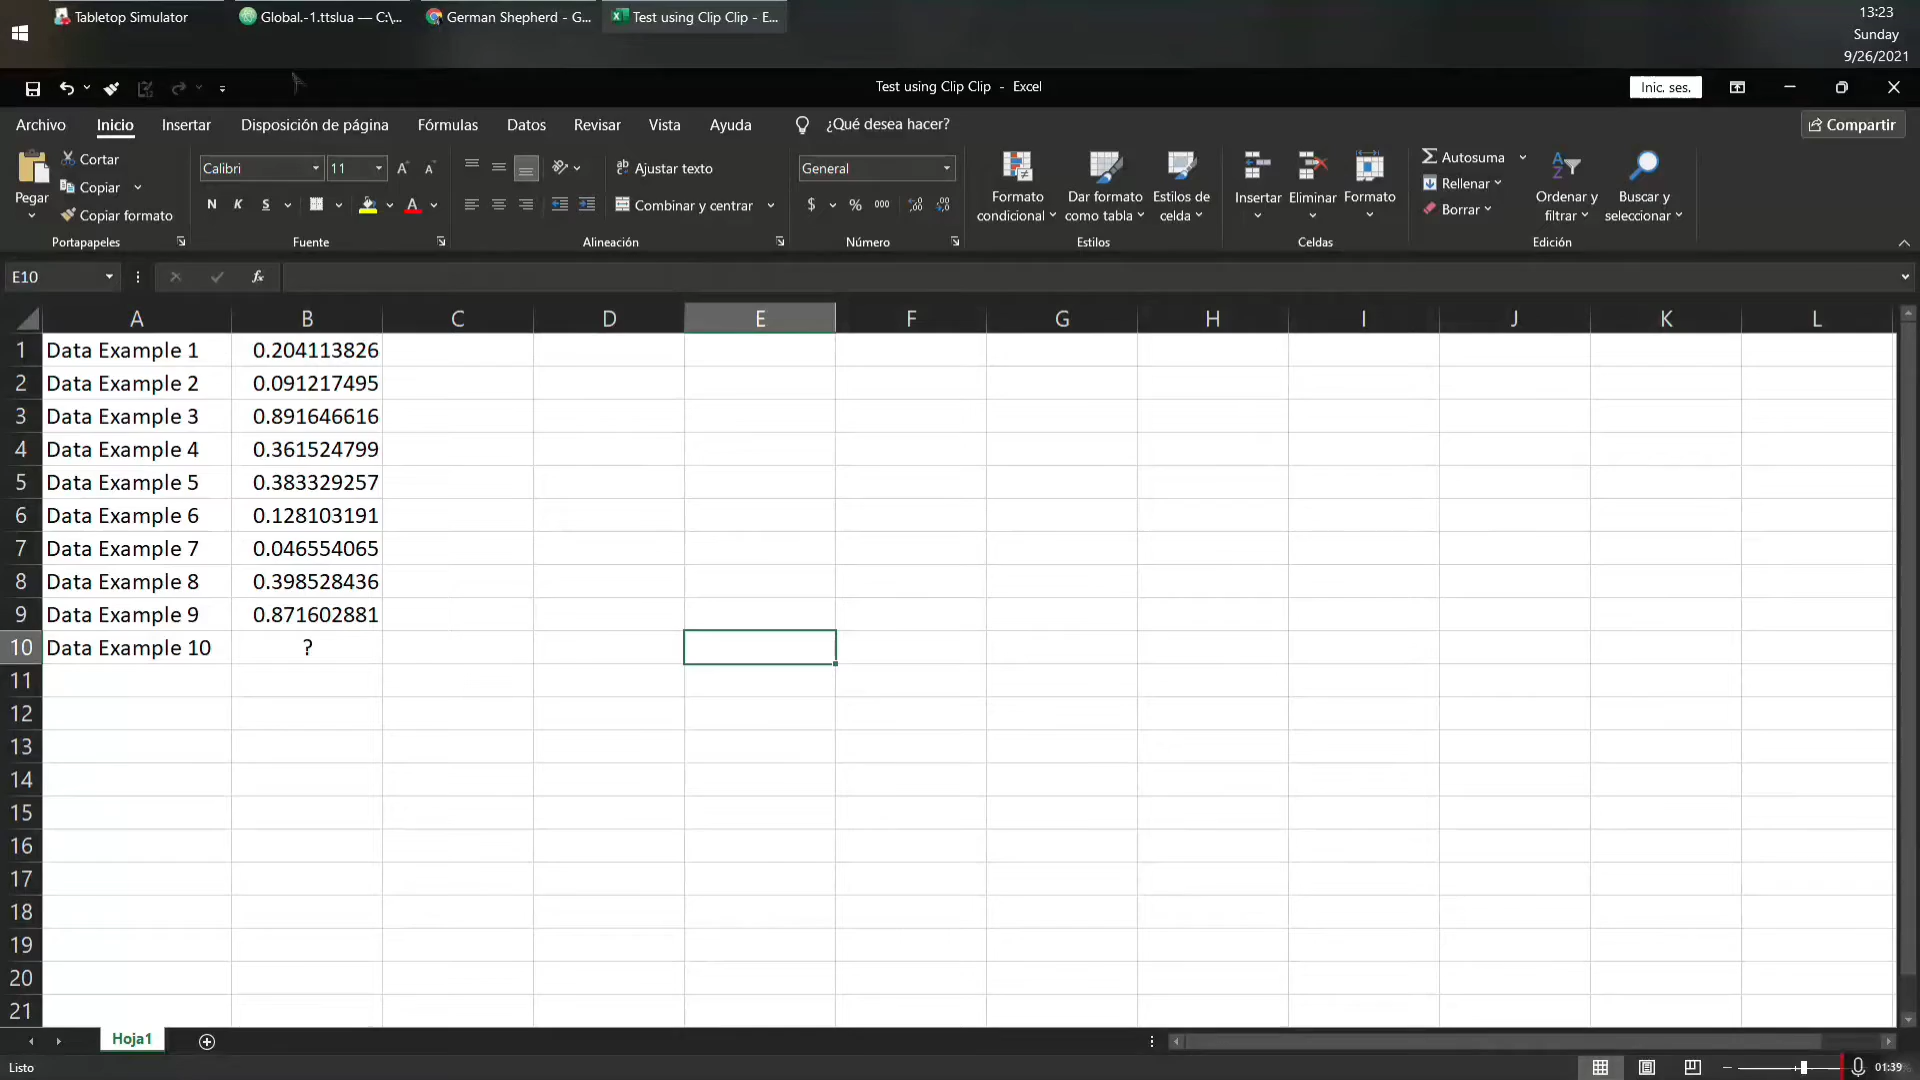 Tabletop Simulator
Global.-1.ttslua — C:\...
German Shepherd - G...
Test using Clip Clip - E...
13:23
Sunday
9/26/2021
Test using Clip Clip - Excel
Inic. ses.
Archivo
Inicio
Insertar
Disposición de página
Fórmulas
Datos
Revisar
Vista
Ayuda
¿Qué desea hacer?
Compartir
Pegar
Cortar
Copiar
Copiar formato
Portapapeles
Calibri
11
N K S
Fuente
Ajustar texto
Combinar y centrar
Alineación
General
$ % 000
Número
Formato condicional
Dar formato como tabla
Estilos de celda
Estilos
Insertar
Eliminar
Formato
Celdas
Autosuma
Rellenar
Borrar
Ordenar y filtrar
Buscar y seleccionar
Edición
E10
fx
A B C D E F G H I J K L
1 Data Example 1 0.204113826
2 Data Example 2 0.091217495
3 Data Example 3 0.891646616
4 Data Example 4 0.361524799
5 Data Example 5 0.383329257
6 Data Example 6 0.128103191
7 Data Example 7 0.046554065
8 Data Example 8 0.398528436
9 Data Example 9 0.871602881
10 Data Example 10 ?
11
12
13
14
15
16
17
18
19
20
21
Hoja1
Listo
01:39